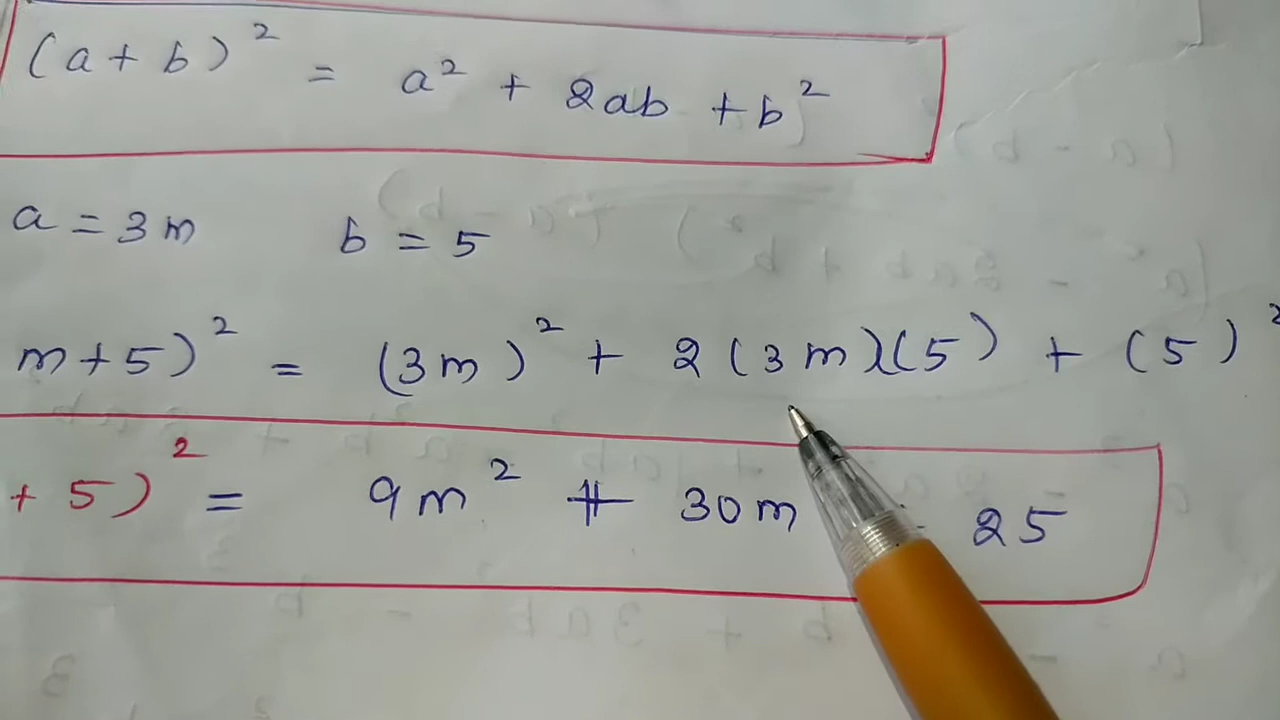 (a + b)² = a² + 2ab + b²
a = 3m b = 5
m + 5)² = (3m)² + 2(3m)(5) + (5)²
+ 5)² = 9m² + 30m 25